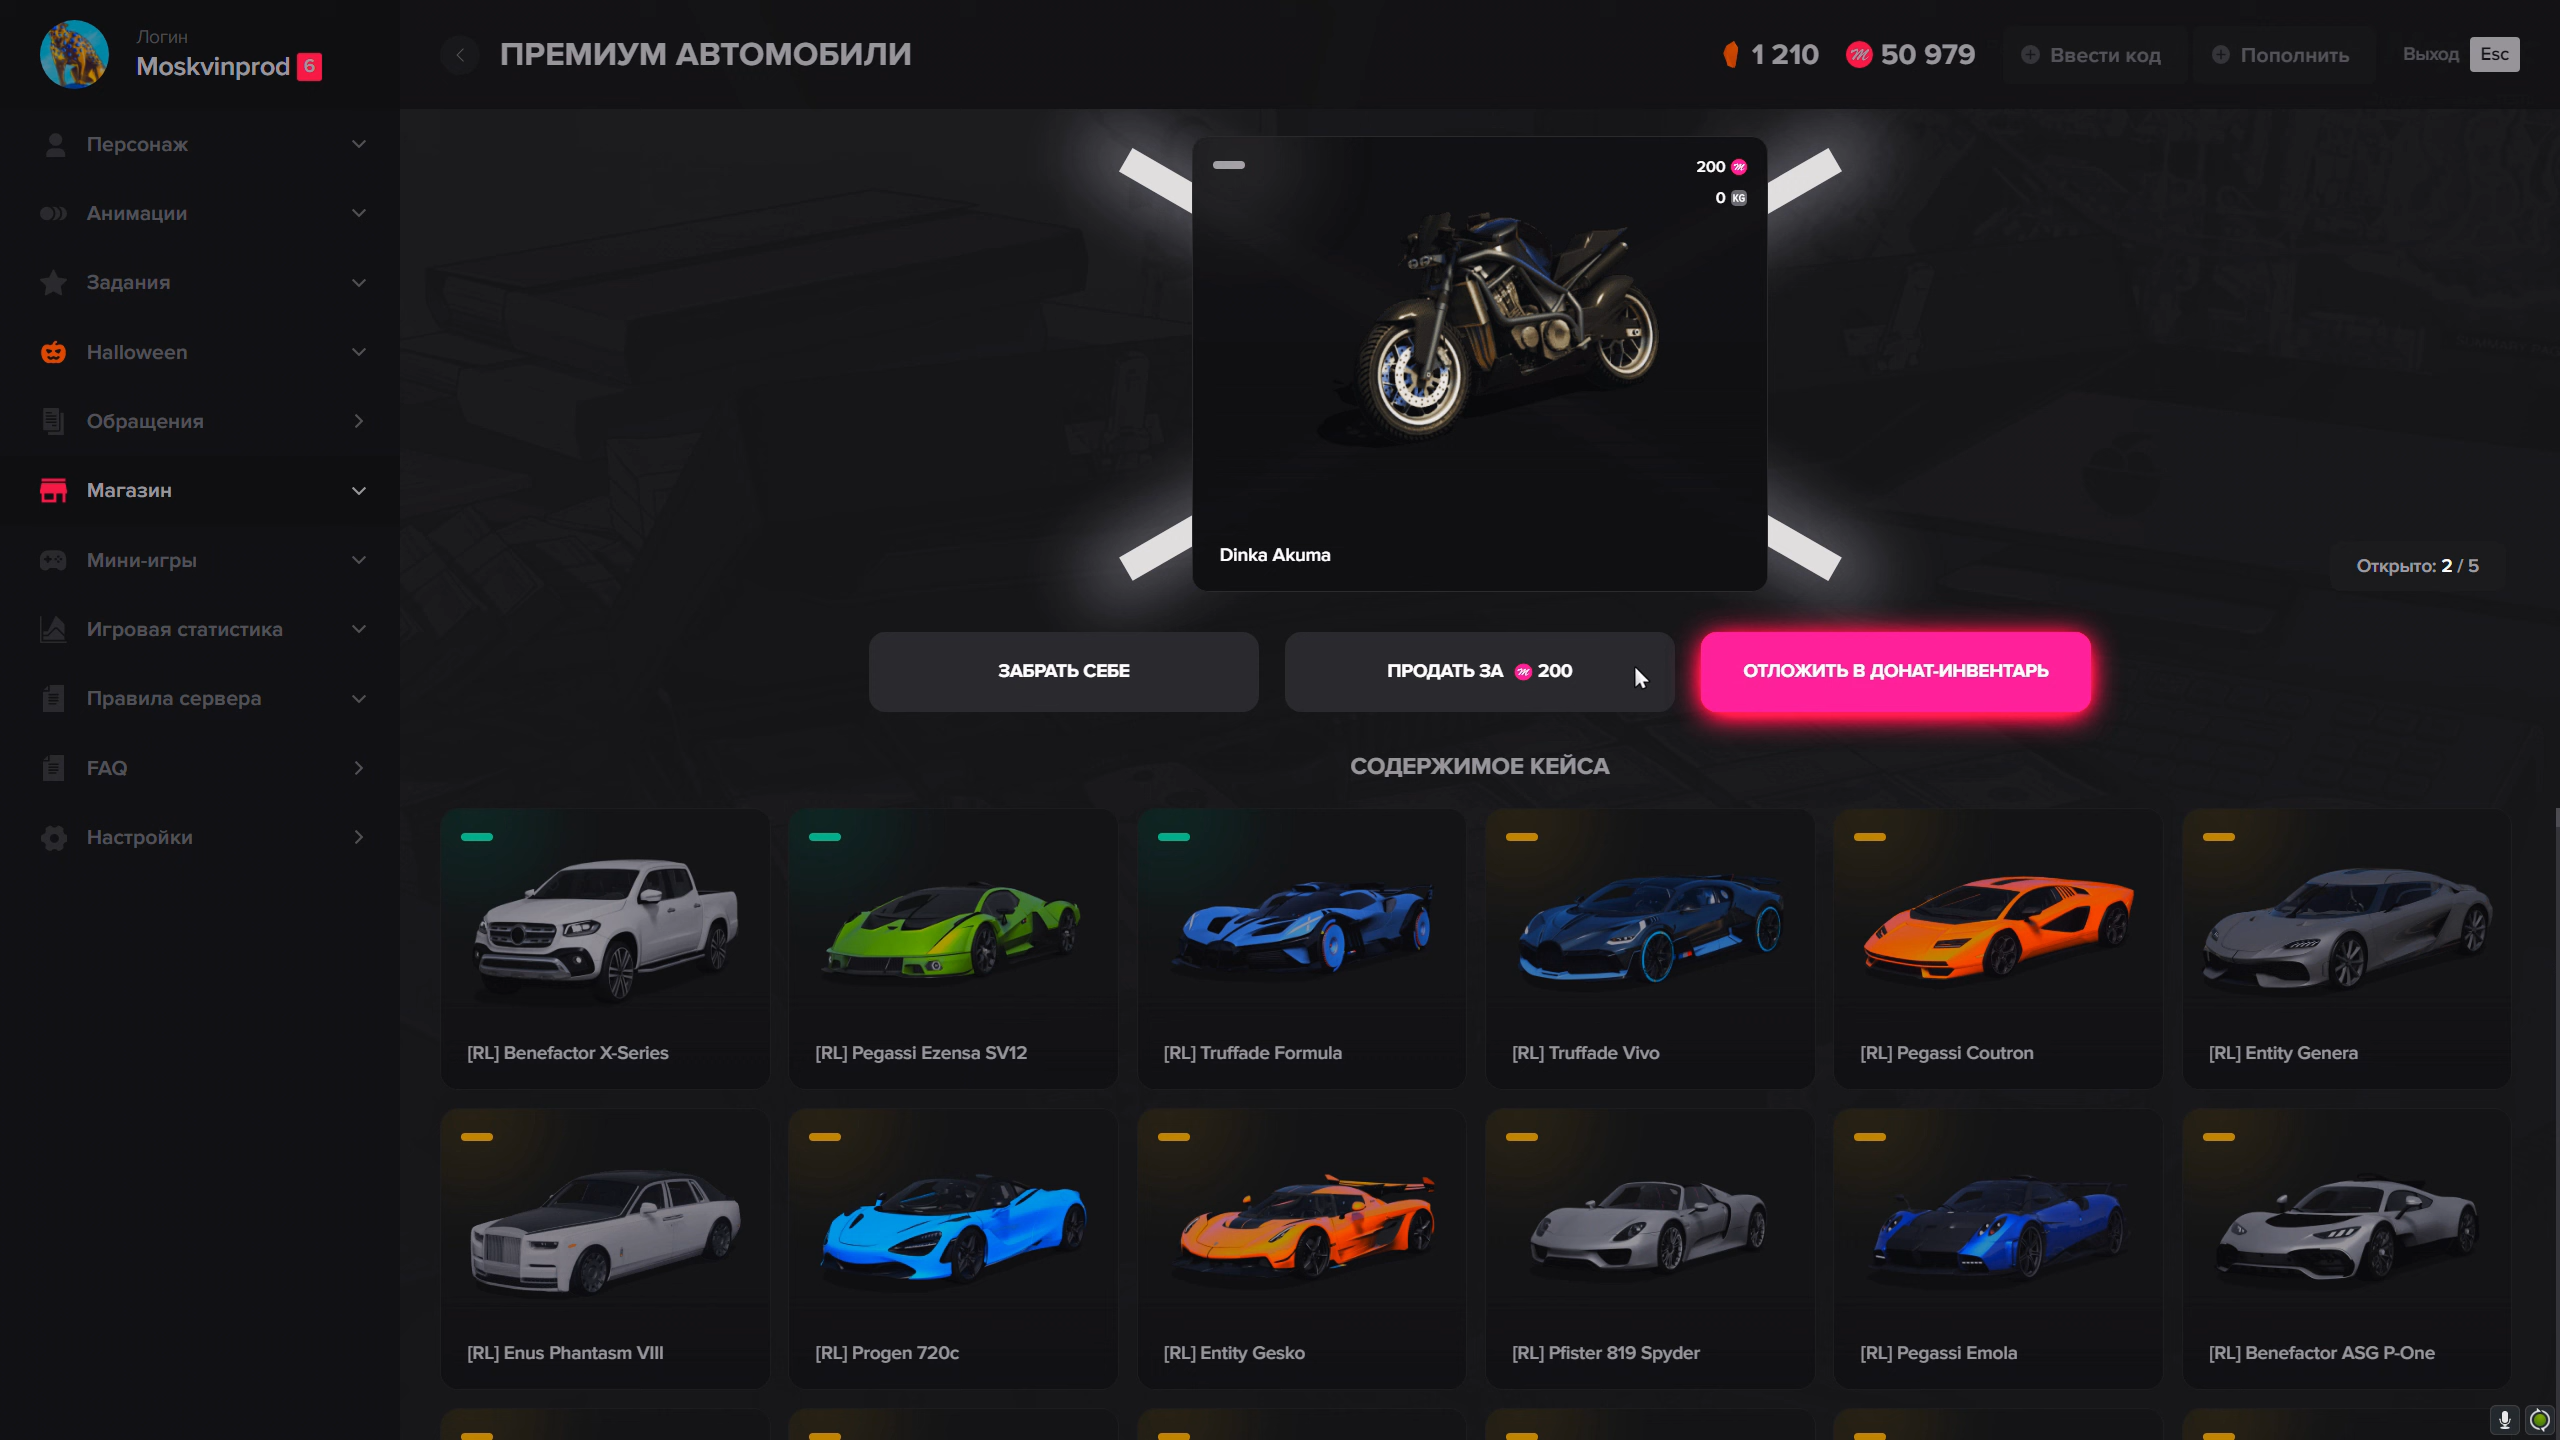 Логин
Moskvinprod 6
ПРЕМИУМ АВТОМОБИЛИ
1 210
50 979
Ввести код
Пополнить
Выход Esc
Персонаж
Анимации
Задания
Halloween
Обращения
Магазин
Мини-игры
Игровая статистика
Правила сервера
FAQ
Настройки
200
0 KG
Dinka Akuma
Открыто: 2 / 5
ЗАБРАТЬ СЕБЕ
ПРОДАТЬ ЗА 200
ОТЛОЖИТЬ В ДОНАТ-ИНВЕНТАРЬ
СОДЕРЖИМОЕ КЕЙСА
[RL] Benefactor X-Series
[RL] Pegassi Ezensa SV12
[RL] Truffade Formula
[RL] Truffade Vivo
[RL] Pegassi Coutron
[RL] Entity Genera
[RL] Enus Phantasm VIII
[RL] Progen 720c
[RL] Entity Gesko
[RL] Pfister 819 Spyder
[RL] Pegassi Emola
[RL] Benefactor ASG P-One